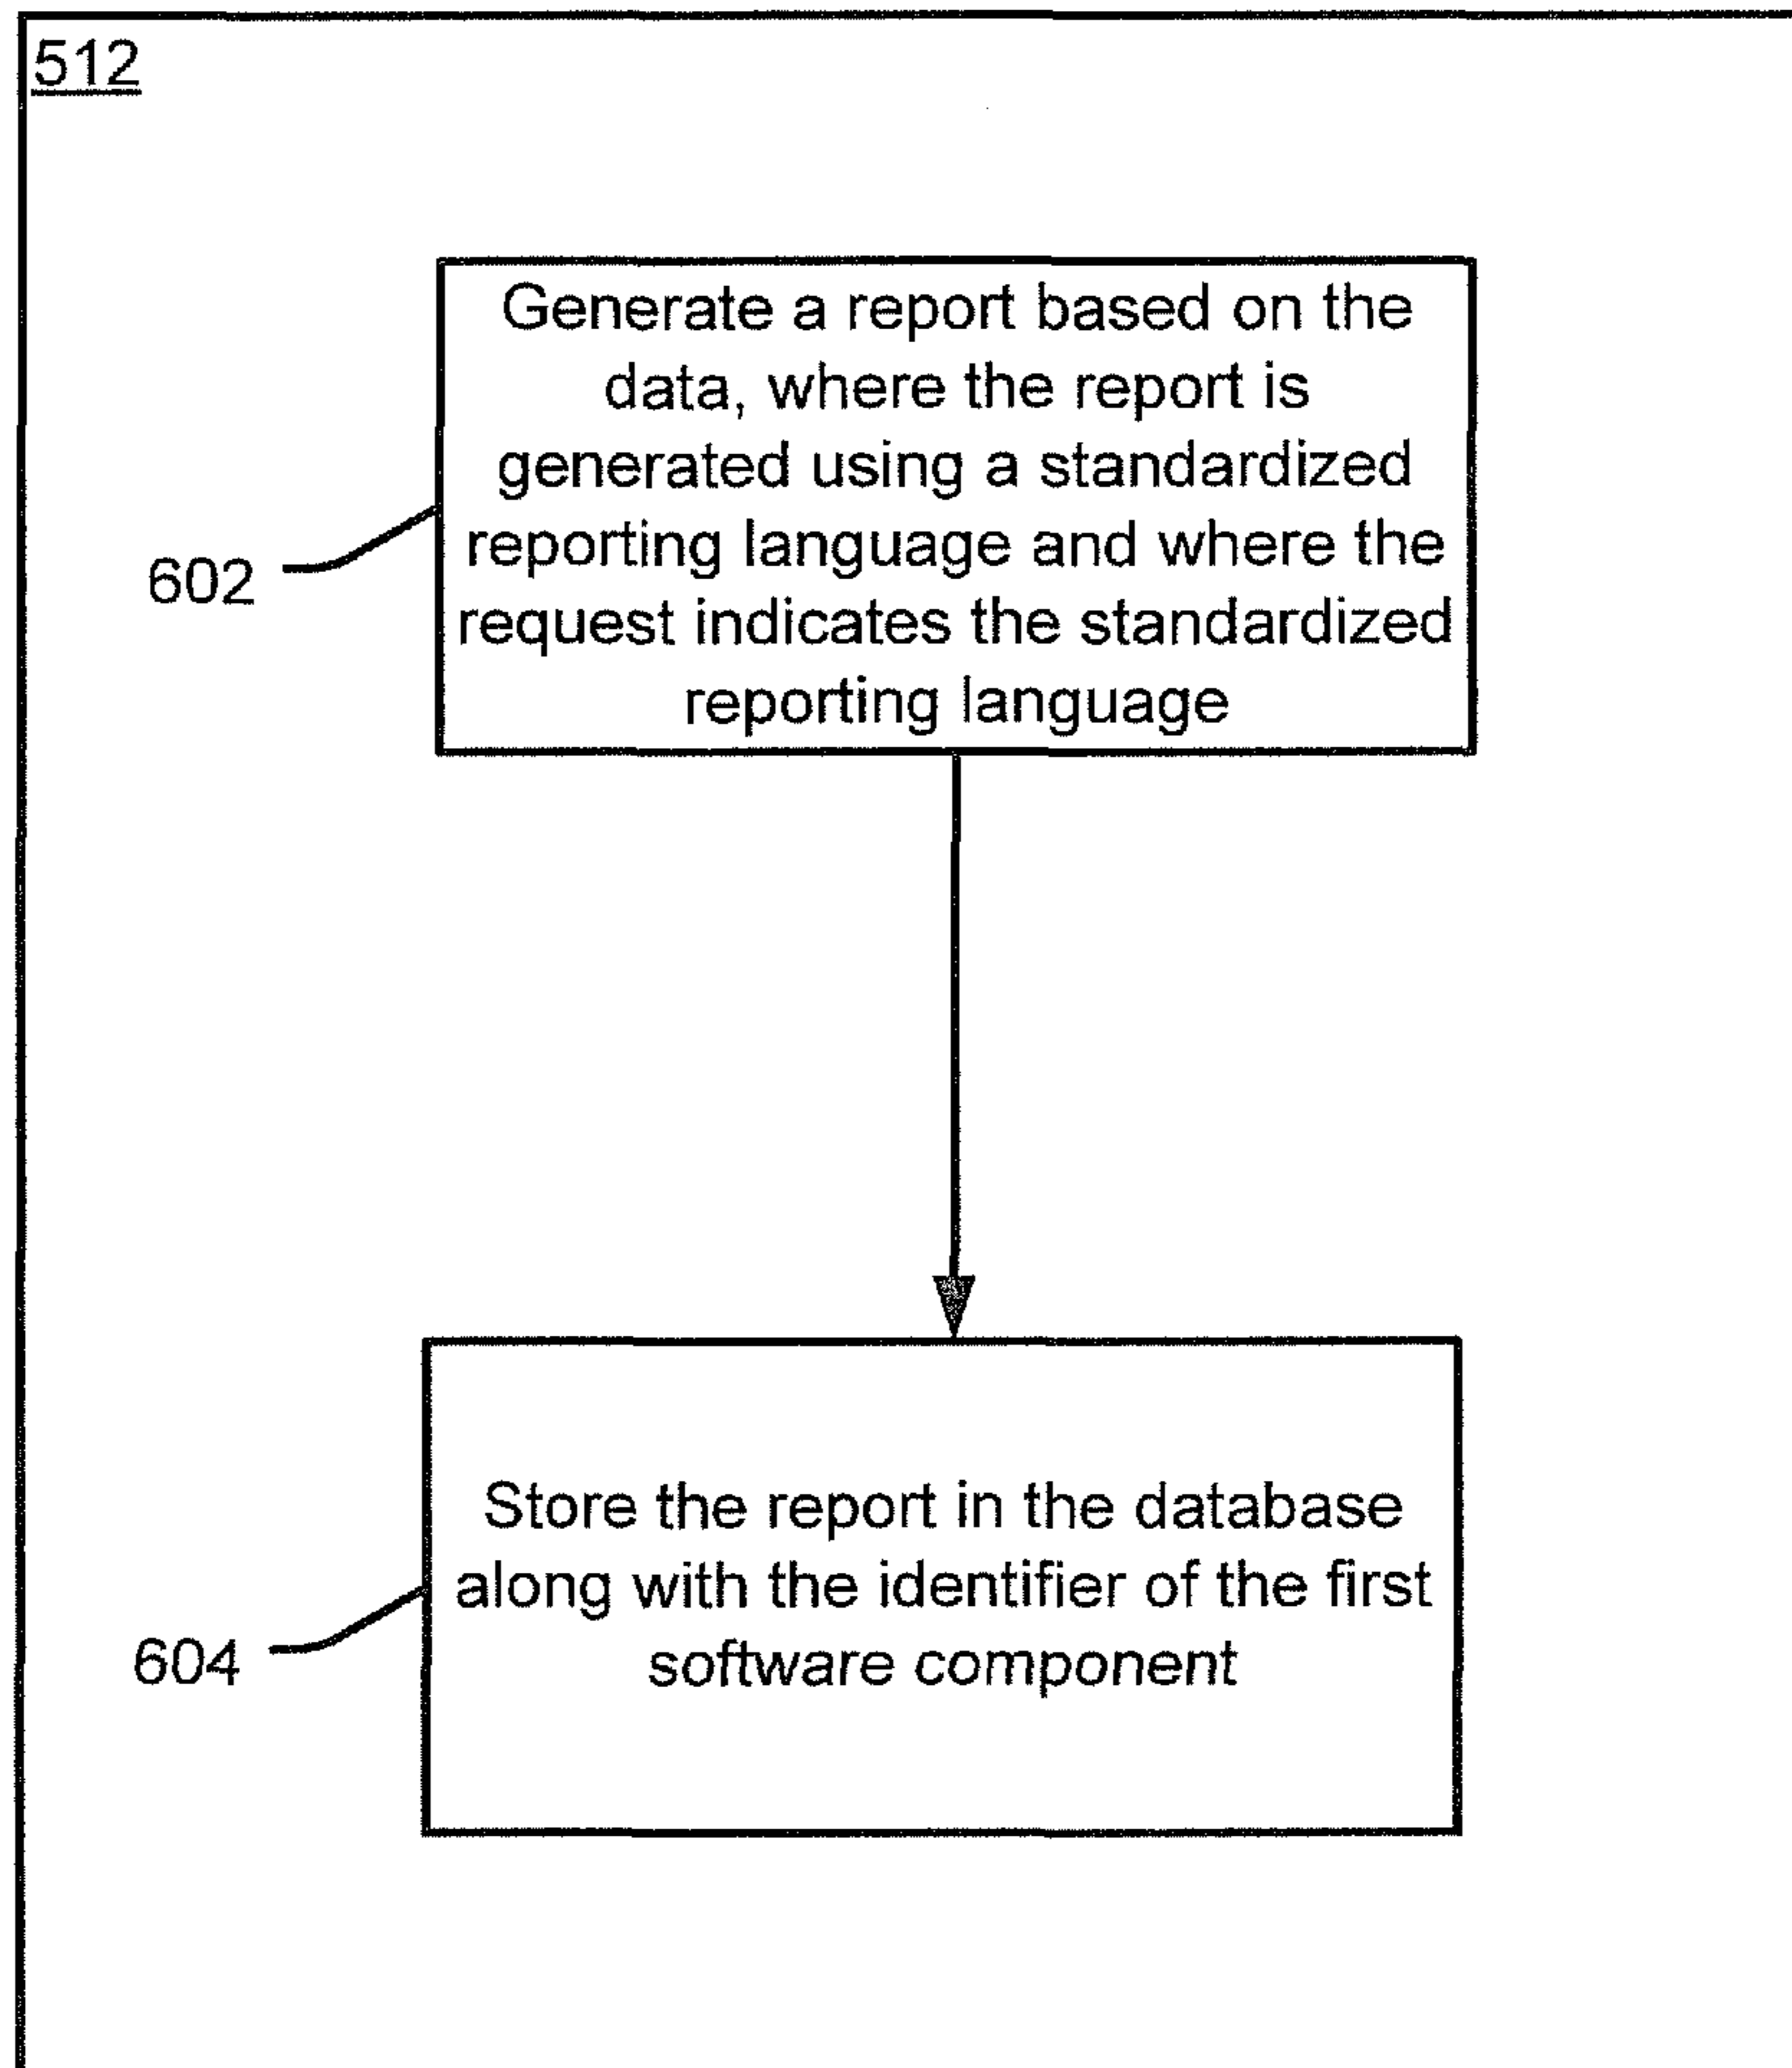 512
Generate a report based on the
data, where the report is
generated using a standardized
reporting language and where the
request indicates the standardized
reporting language
602
Store the report in the database
along with the identifier of the first
software component
604